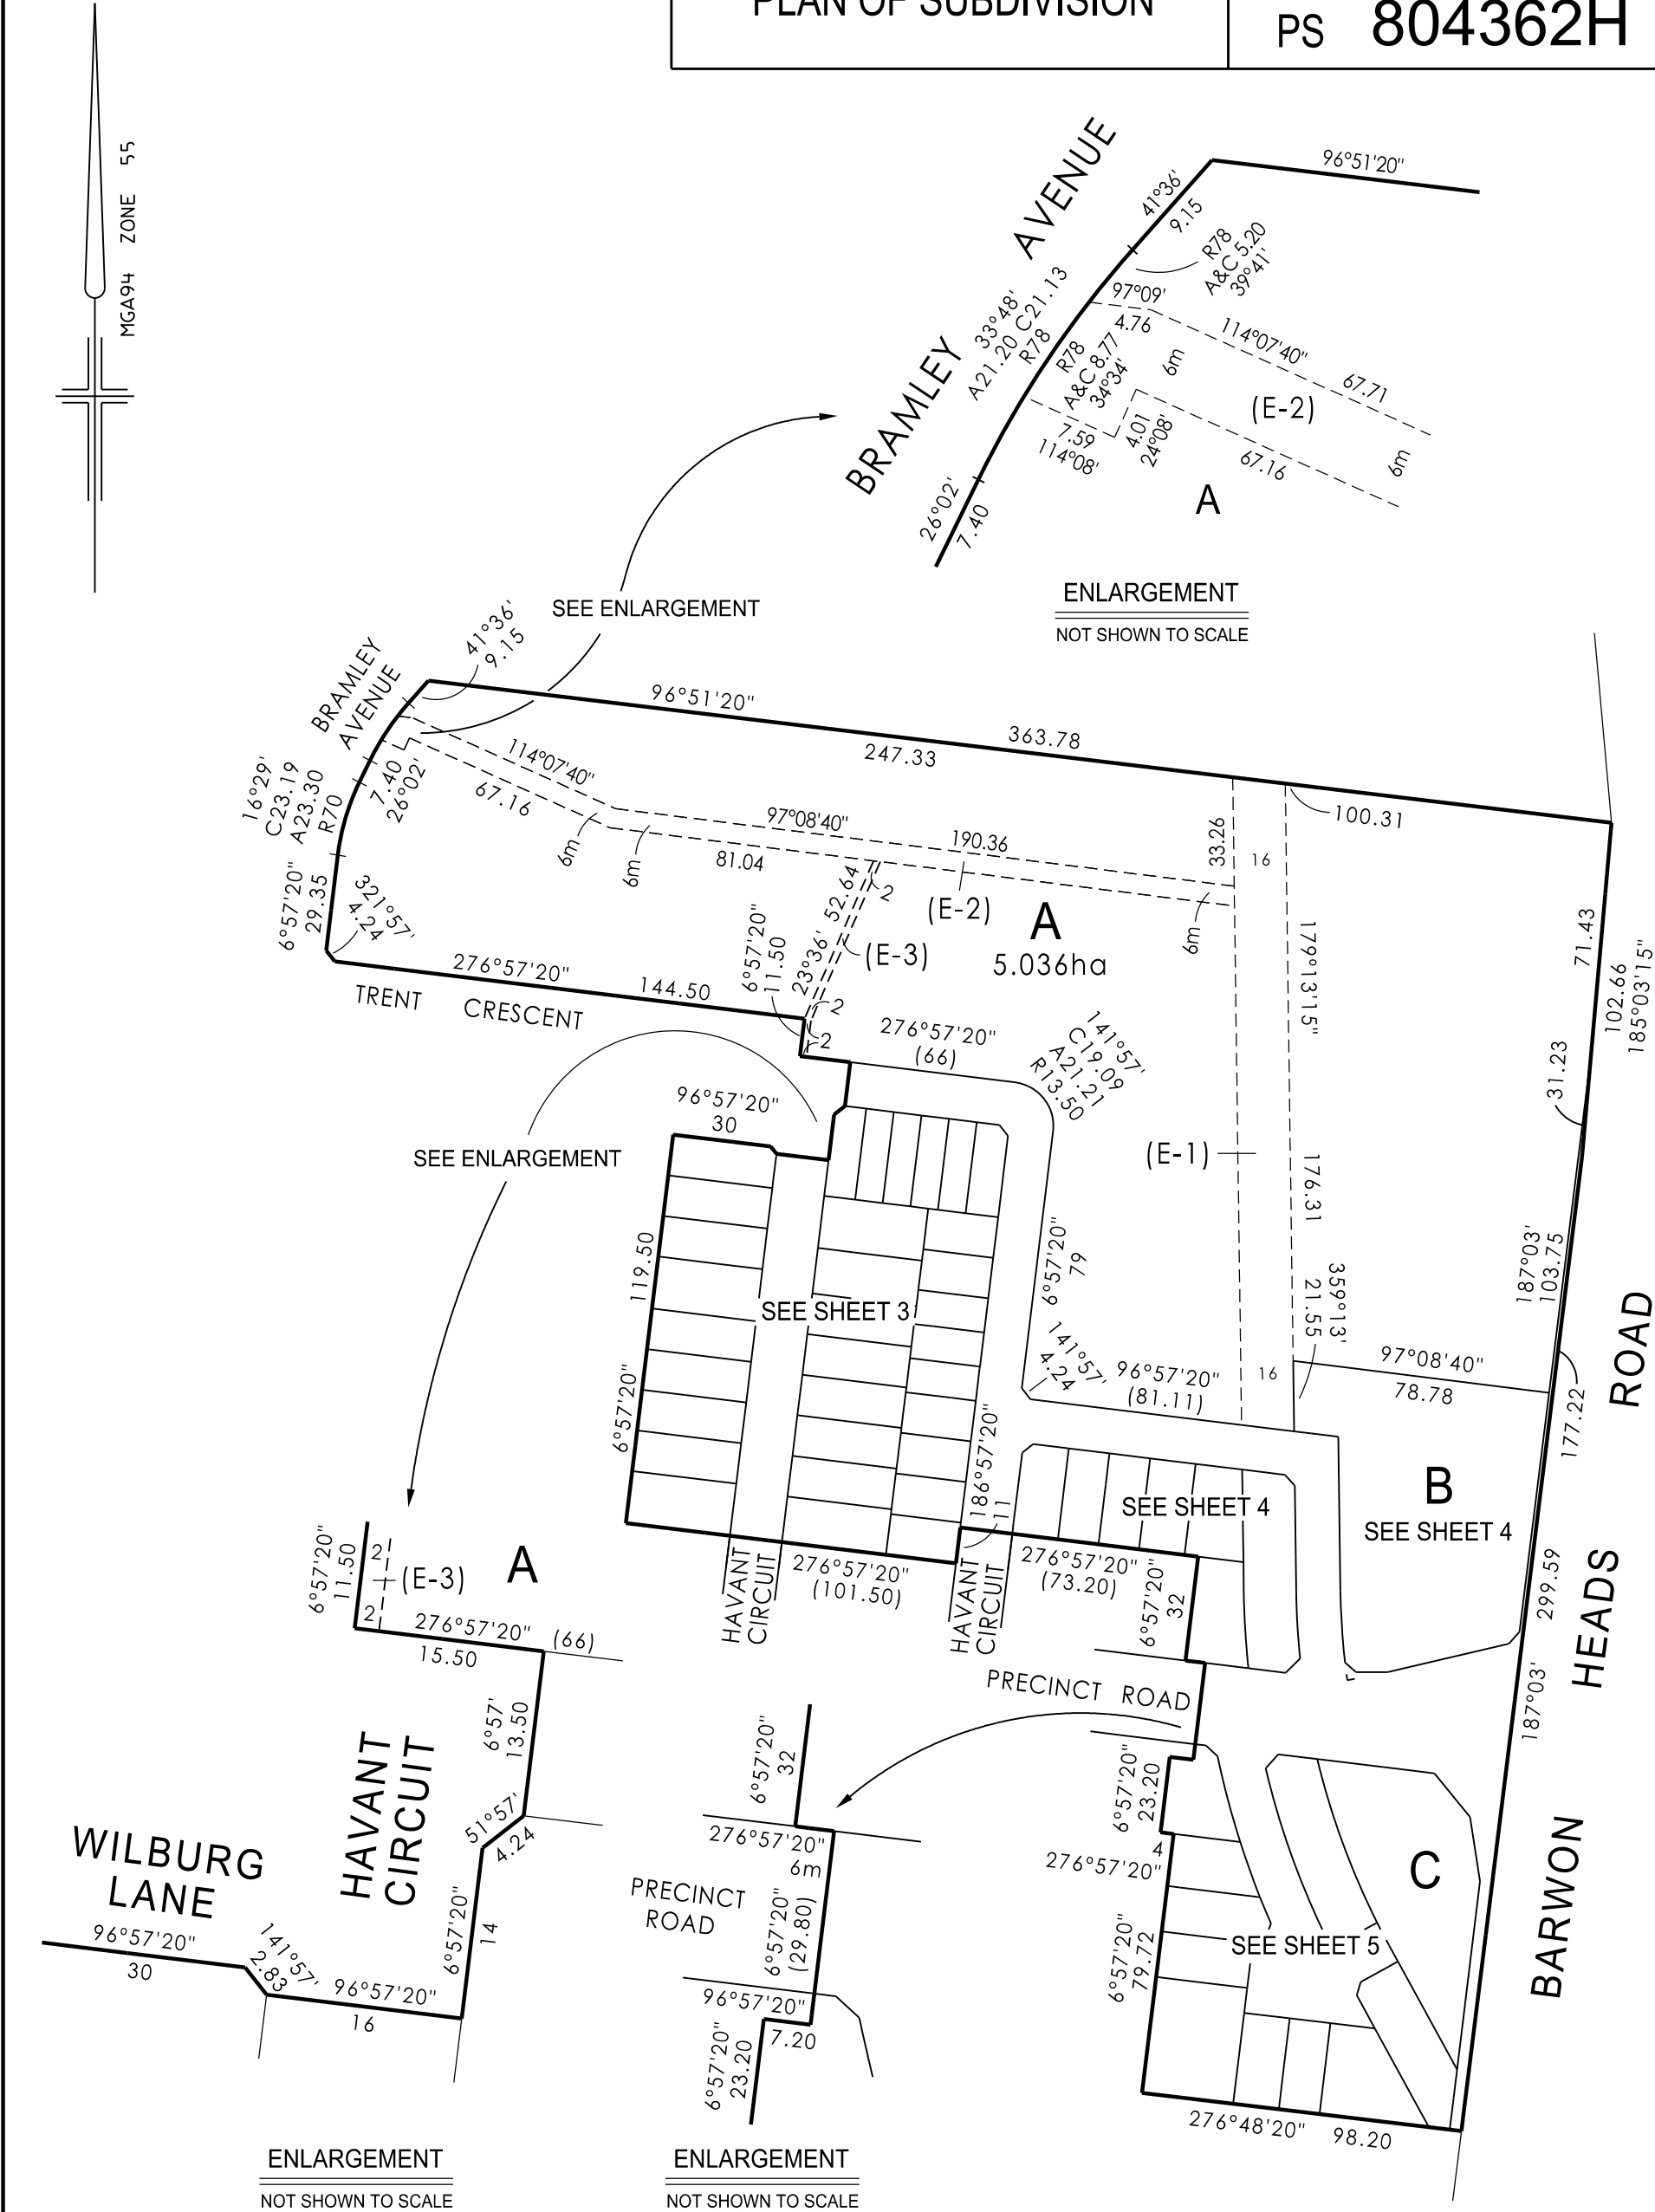 PLAN OF SUBDIVISION
PS 804362H
MGA94 ZONE 55
BRAMLEY AVENUE
96°51'20"
41°36'
9.15
R78
A&C 5.20
39°41'
33°48'
A21.20 C21.13
R78
97°09'
4.76
R78
A&C 8.77
34°34'
6m
114°07'40"
67.71
(E-2)
7.59
114°08'
4.01
24°08'
67.16
6m
A
26°02'
7.40
ENLARGEMENT
NOT SHOWN TO SCALE
SEE ENLARGEMENT
41°36'
9.15
BRAMLEY
AVENUE
96°51'20"
363.78
247.33
100.31
16°29'
C23.19
A23.30
R70
7.40
26°02'
114°07'40"
67.16
6m
6m
97°08'40"
190.36
81.04
33.26
16
6°57'20"
29.35
321°57'
4.24
276°57'20"
144.50
TRENT CRESCENT
6°57'20"
11.50
23°36' 52.64
2
2
2
(E-3)
(E-2)
A
5.036ha
6m
179°13'15"
71.43
102.66
185°03'15"
31.23
276°57'20"
(66)
141°57'
C19.09
A21.21
R13.50
96°57'20"
30
SEE ENLARGEMENT
(E-1)
176.31
119.50
6°57'20"
SEE SHEET 3
6°57'20"
79
187°03'
103.75
359°13'
21.55
141°57'
4.24
96°57'20"
(81.11)
16
97°08'40"
78.78
177.22
186°57'20"
11
SEE SHEET 4
B
SEE SHEET 4
276°57'20"
(101.50)
HAVANT
CIRCUIT
HAVANT
CIRCUIT
276°57'20"
(73.20)
6°57'20"
32
299.59
187°03'
BARWON HEADS ROAD
6°57'20"
11.50
2
2
(E-3)
A
276°57'20" (66)
15.50
6°57'
13.50
HAVANT
CIRCUIT
51°57'
4.24
WILBURG
LANE
96°57'20"
30
141°57'
2.83
96°57'20"
16
6°57'20"
14
ENLARGEMENT
NOT SHOWN TO SCALE
PRECINCT ROAD
6°57'20"
32
276°57'20"
6m
PRECINCT
ROAD
6°57'20"
(29.80)
96°57'20"
7.20
6°57'20"
23.20
ENLARGEMENT
NOT SHOWN TO SCALE
6°57'20"
23.20
4
276°57'20"
6°57'20"
79.72
C
SEE SHEET 5
276°48'20" 98.20